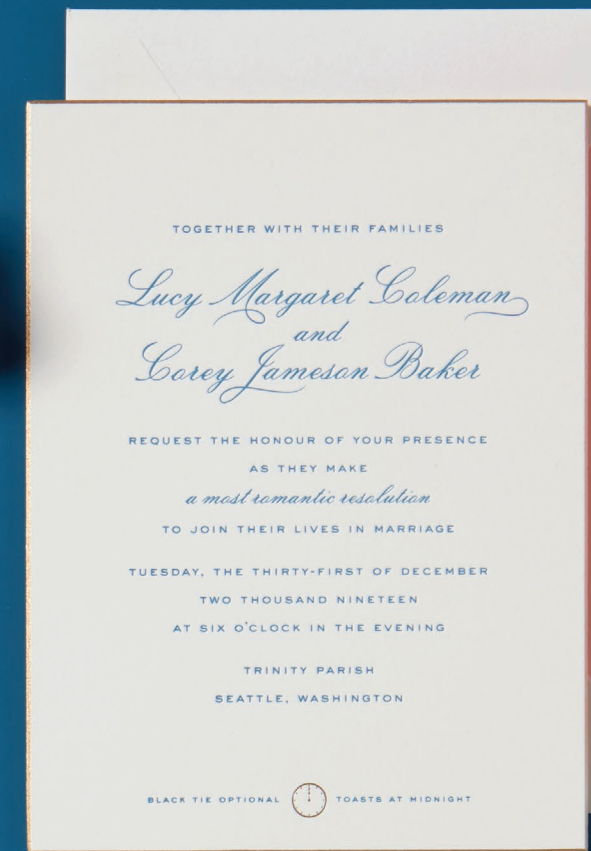 TOGETHER WITH THEIR FAMILIES
Lucy Margaret Coleman
and
Corey Jameson Baker
REQUEST THE HONOUR OF YOUR PRESENCE
AS THEY MAKE
a most romantic resolution
TO JOIN THEIR LIVES IN MARRIAGE
TUESDAY, THE THIRTY-FIRST OF DECEMBER
TWO THOUSAND NINETEEN
AT SIX O'CLOCK IN THE EVENING
TRINITY PARISH
SEATTLE, WASHINGTON
BLACK TIE OPTIONAL TOASTS AT MIDNIGHT